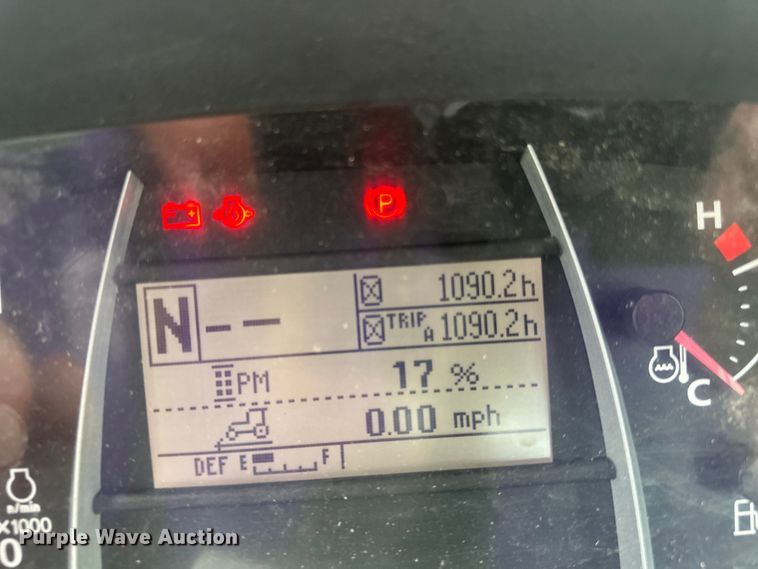 P
H
N--
1090.2h
TRIP A 1090.2h
PM 17 %
0.00 mph
C
DEF E F
n/min
×1000
0
Purple Wave Auction